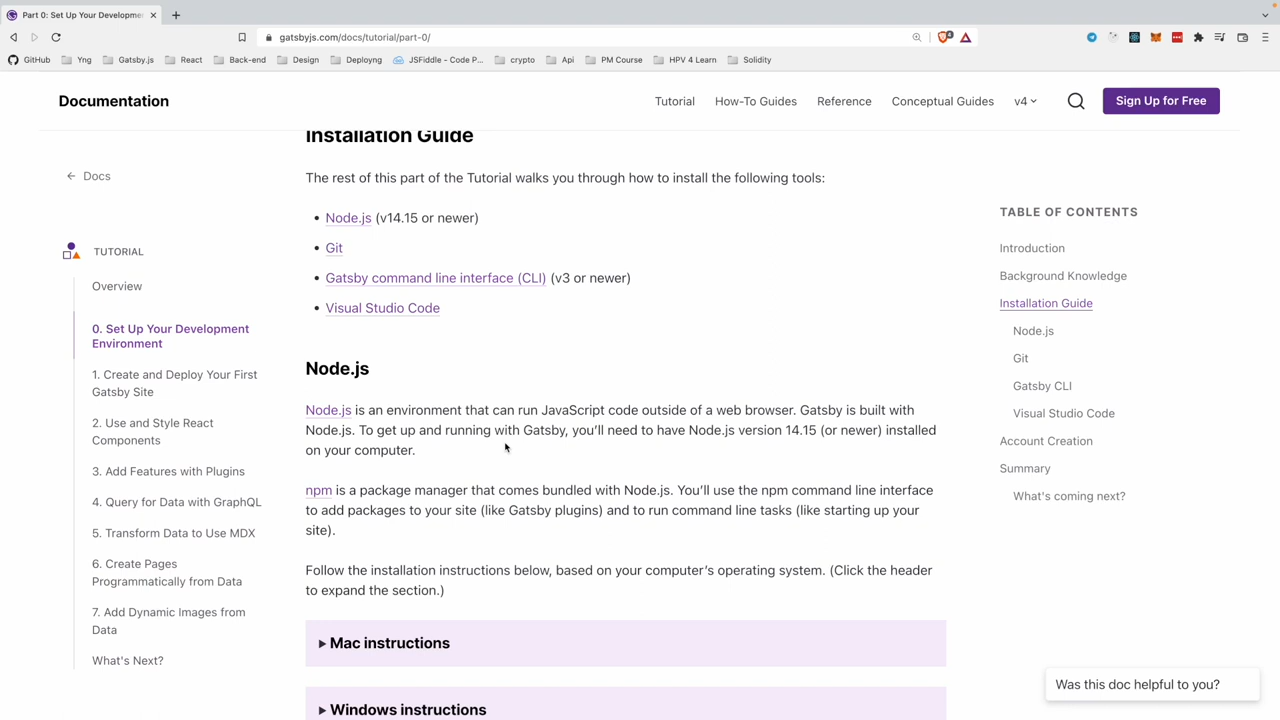 Part 0: Set Up Your Developmen
gatsbyjs.com/docs/tutorial/part-0/
GitHub
Yng
Gatsby.js
React
Back-end
Design
Deployng
JSFiddle - Code P...
crypto
Api
PM Course
HPV 4 Learn
Solidity
Documentation
Tutorial
How-To Guides
Reference
Conceptual Guides
v4
Sign Up for Free
Docs
TUTORIAL
Overview
0. Set Up Your Development
Environment
1. Create and Deploy Your First
Gatsby Site
2. Use and Style React
Components
3. Add Features with Plugins
4. Query for Data with GraphQL
5. Transform Data to Use MDX
6. Create Pages
Programmatically from Data
7. Add Dynamic Images from
Data
What's Next?
Installation Guide
The rest of this part of the Tutorial walks you through how to install the following tools:
• Node.js (v14.15 or newer)
• Git
• Gatsby command line interface (CLI) (v3 or newer)
• Visual Studio Code
Node.js
Node.js is an environment that can run JavaScript code outside of a web browser. Gatsby is built with
Node.js. To get up and running with Gatsby, you’ll need to have Node.js version 14.15 (or newer) installed
on your computer.
npm is a package manager that comes bundled with Node.js. You’ll use the npm command line interface
to add packages to your site (like Gatsby plugins) and to run command line tasks (like starting up your
site).
Follow the installation instructions below, based on your computer’s operating system. (Click the header
to expand the section.)
Mac instructions
Windows instructions
TABLE OF CONTENTS
Introduction
Background Knowledge
Installation Guide
Node.js
Git
Gatsby CLI
Visual Studio Code
Account Creation
Summary
What's coming next?
Was this doc helpful to you?